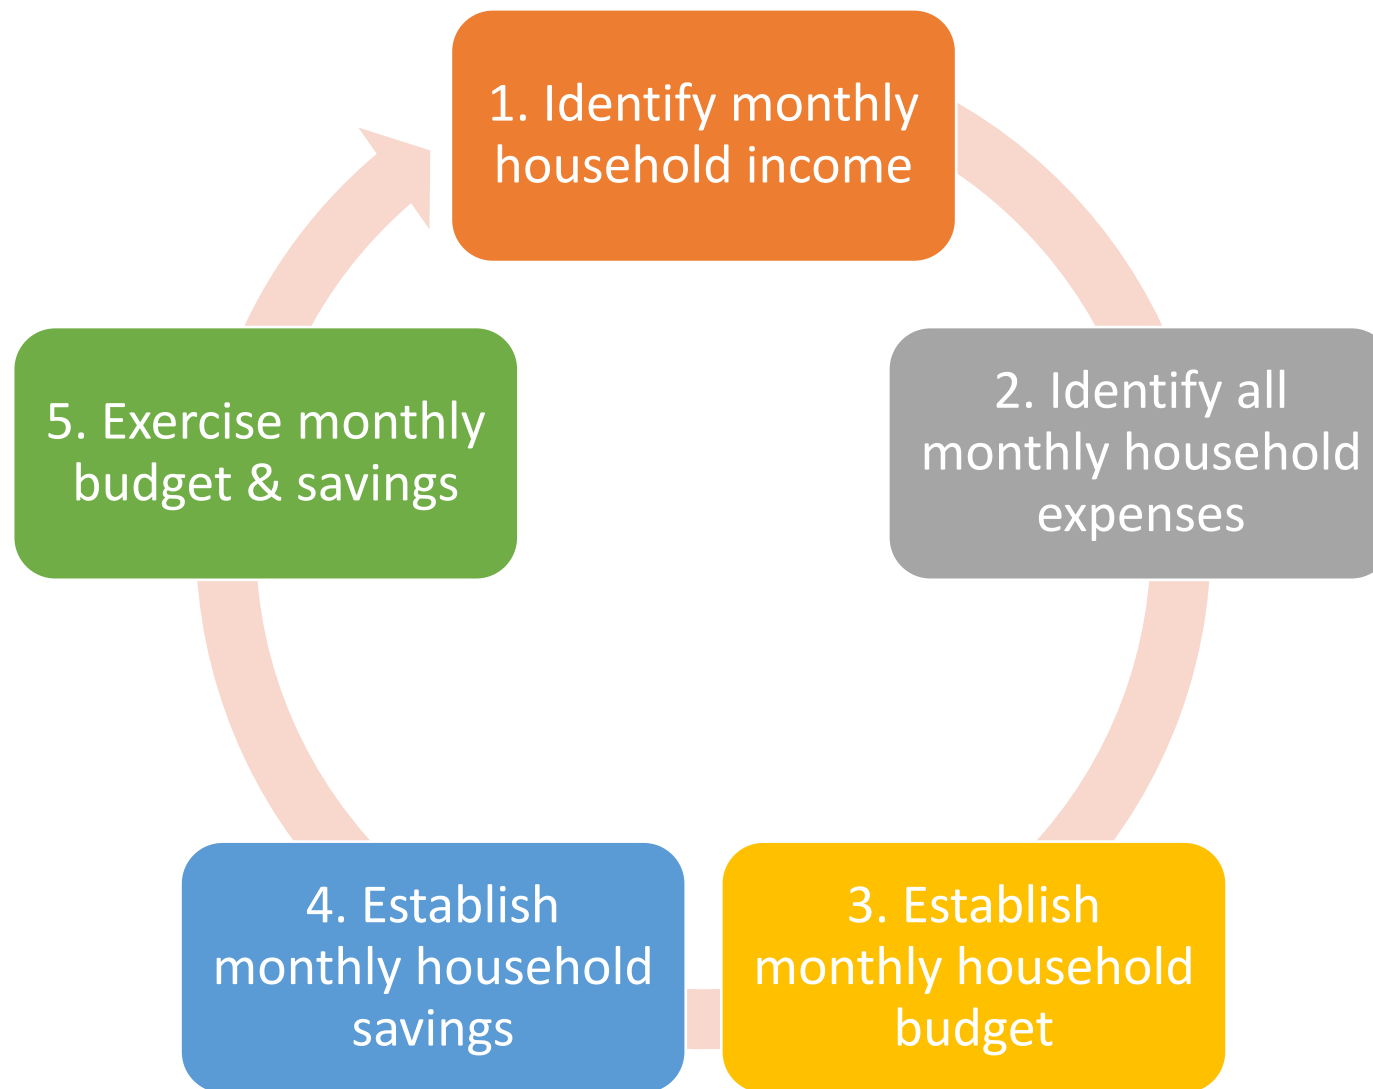 1. Identify monthly
household income
2. Identify all
monthly household
expenses
3. Establish
monthly household
budget
4. Establish
monthly household
savings
5. Exercise monthly
budget & savings